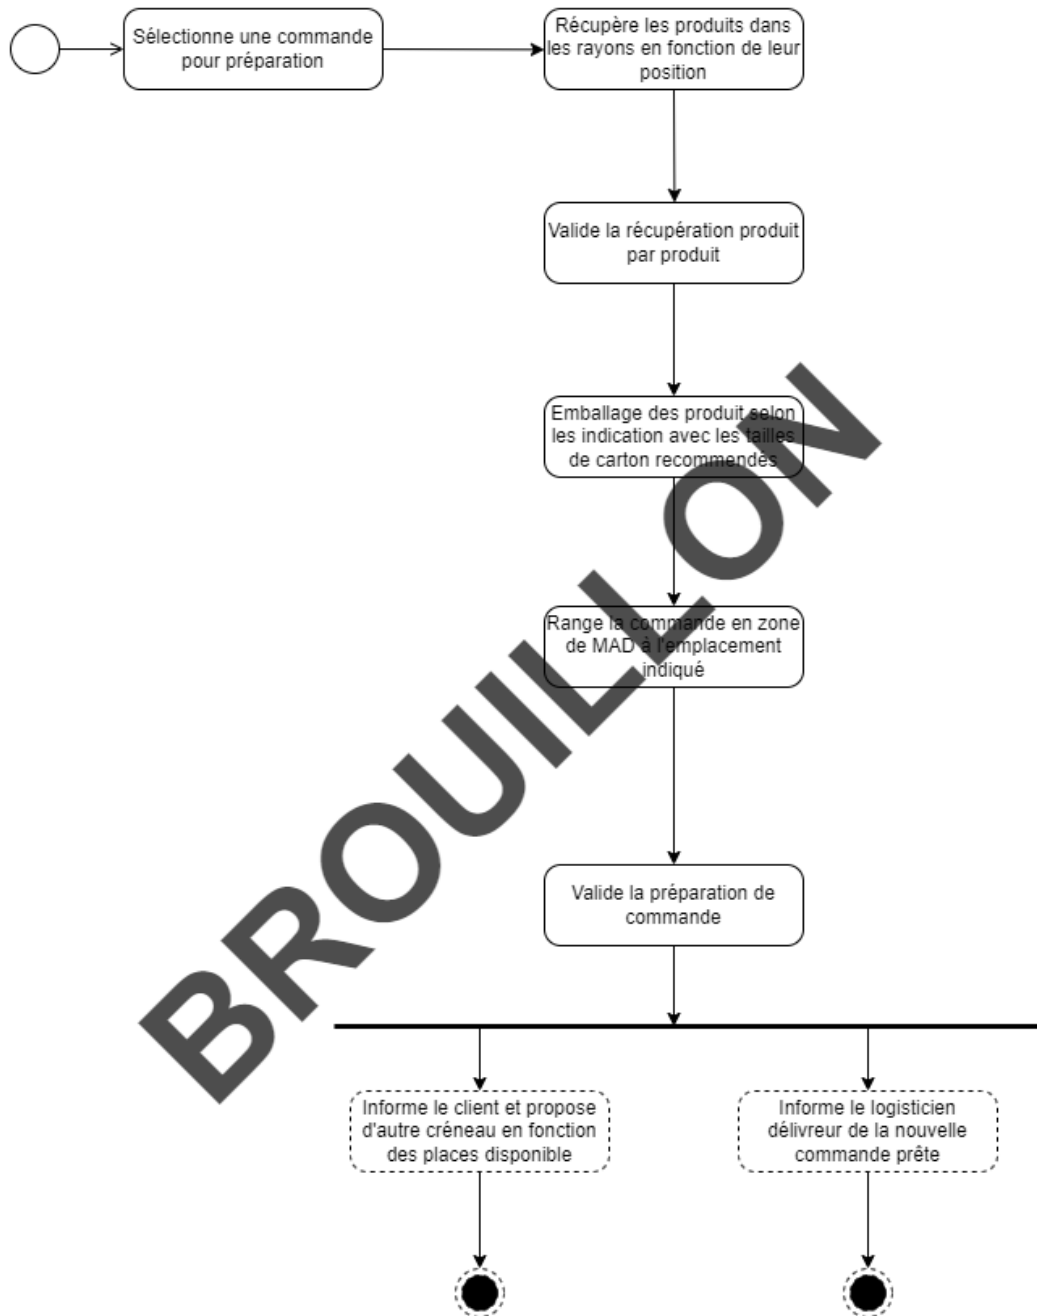 Sélectionne une commande
pour préparation
Récupère les produits dans
les rayons en fonction de leur
position
Valide la récupération produit
par produit
Emballage des produit selon
les indication avec les tailles
de carton recommendés
Range la commande en zone
de MAD à l'emplacement
indiqué
Valide la préparation de
commande
Informe le client et propose
d'autre créneau en fonction
des places disponible
Informe le logisticien
délivreur de la nouvelle
commande prête
BROUILLON